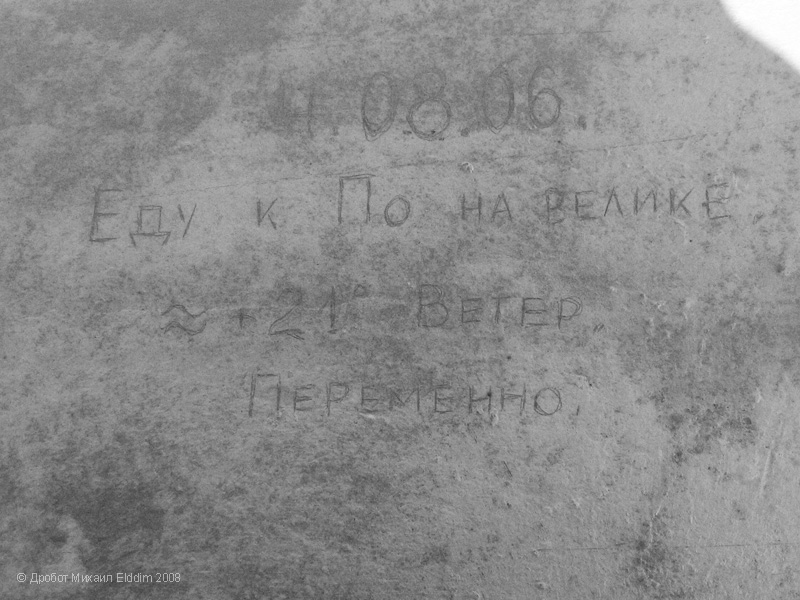 08.06.
Еду к По на велике
≈ +21° Ветер.
Переменно.
© Дробот Михаил Elddim 2008